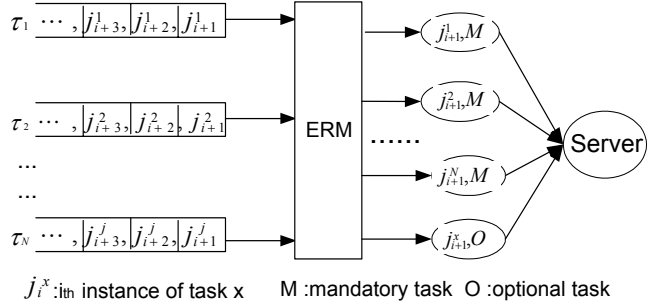 τ₁ ··· , j¹ᵢ₊₃, j¹ᵢ₊₂, j¹ᵢ₊₁
j¹ᵢ₊₁,M
τ₂ ··· , j²ᵢ₊₃, j²ᵢ₊₂, j²ᵢ₊₁
j²ᵢ₊₁,M
ERM
Server
...
......
...
jᴺᵢ₊₁,M
τ_N ··· , jʲᵢ₊₃, jʲᵢ₊₂, jʲᵢ₊₁
jˣᵢ₊₁,O
jᵢˣ :ith instance of task x M :mandatory task O :optional task